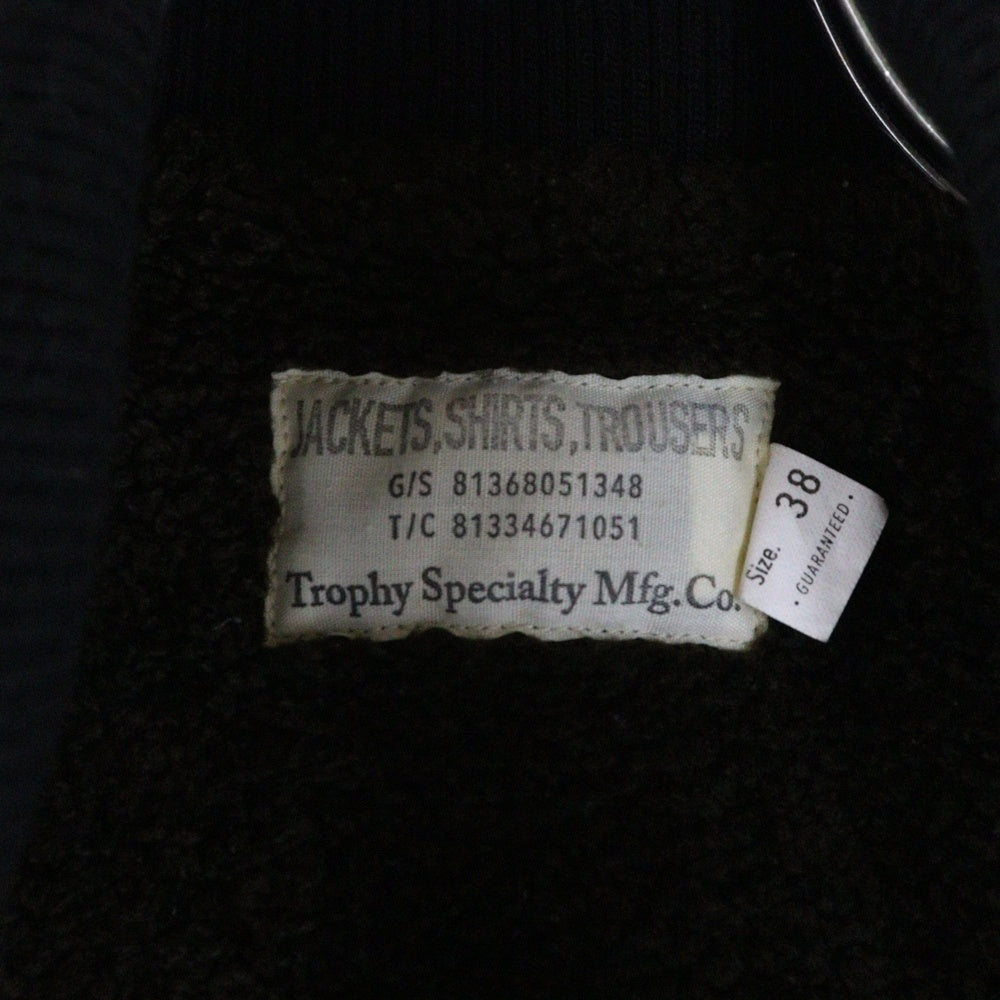 JACKETS,SHIRTS,TROUSERS
G/S 81368051348
T/C 81334671051
Trophy Specialty Mfg.Co.
Size. 38
· GUARANTEED ·